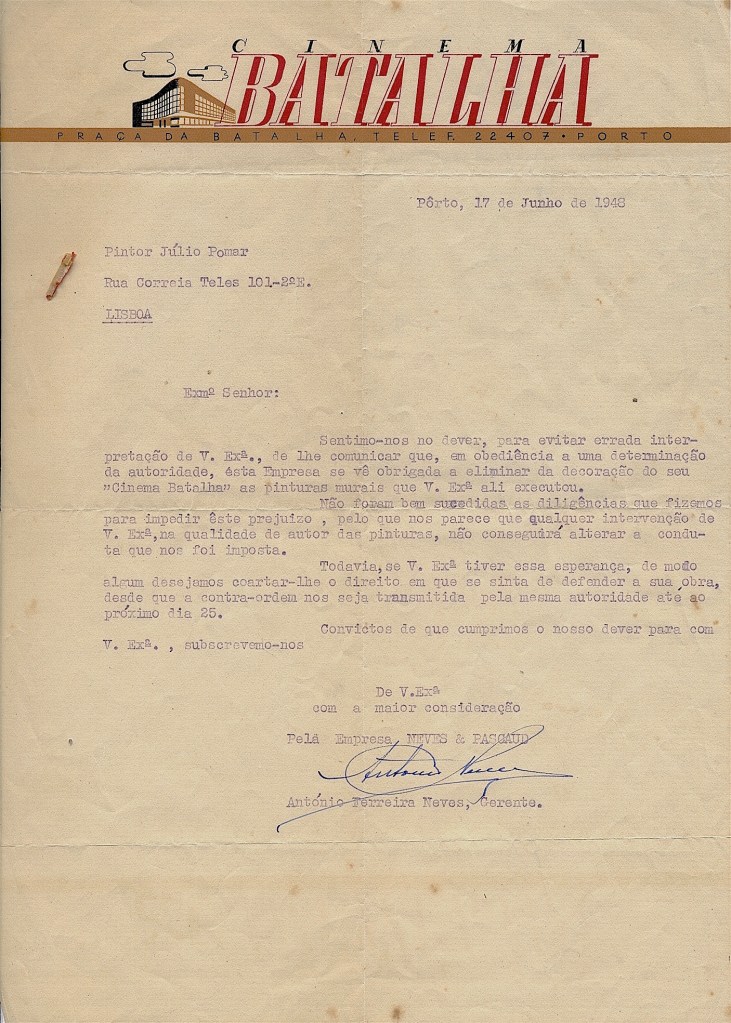 CINEMA
BATALHA
PRAÇA DA BATALHA, TELEF. 22407 • PORTO
Pôrto, 17 de Junho de 1948
Pintor Júlio Pomar
Rua Correia Teles 101-2ºE.
LISBOA
Exmº Senhor:
Sentimo-nos no dever, para evitar errada inter-
pretação de V. Exª., de lhe comunicar que, em obediência a uma determinação
da autoridade, ésta Empresa se vê obrigada a eliminar da decoração do seu
"Cinema Batalha" as pinturas murais que V. Exª ali executou.
Não foram bem sucedidas as diligências que fizemos
para impedir êste prejuizo , pelo que nos parece que qualquer intervenção de
V. Exª,na qualidade de autor das pinturas, não conseguirá alterar a condu-
ta que nos foi imposta.
Todavia,se V. Exª tiver essa esperança, de modo
algum desejamos coartar-lhe o direito em que se sinta de defender a sua obra,
desde que a contra-ordem nos seja transmitida pela mesma autoridade até ao
próximo dia 25.
Convictos de que cumprimos o nosso dever para com
V. Exª. , subscrevemo-nos
De V.Exª
com a maior consideração
Pela Empresa NEVES & PASCAUD
António Neves
António Ferreira Neves, Gerente.